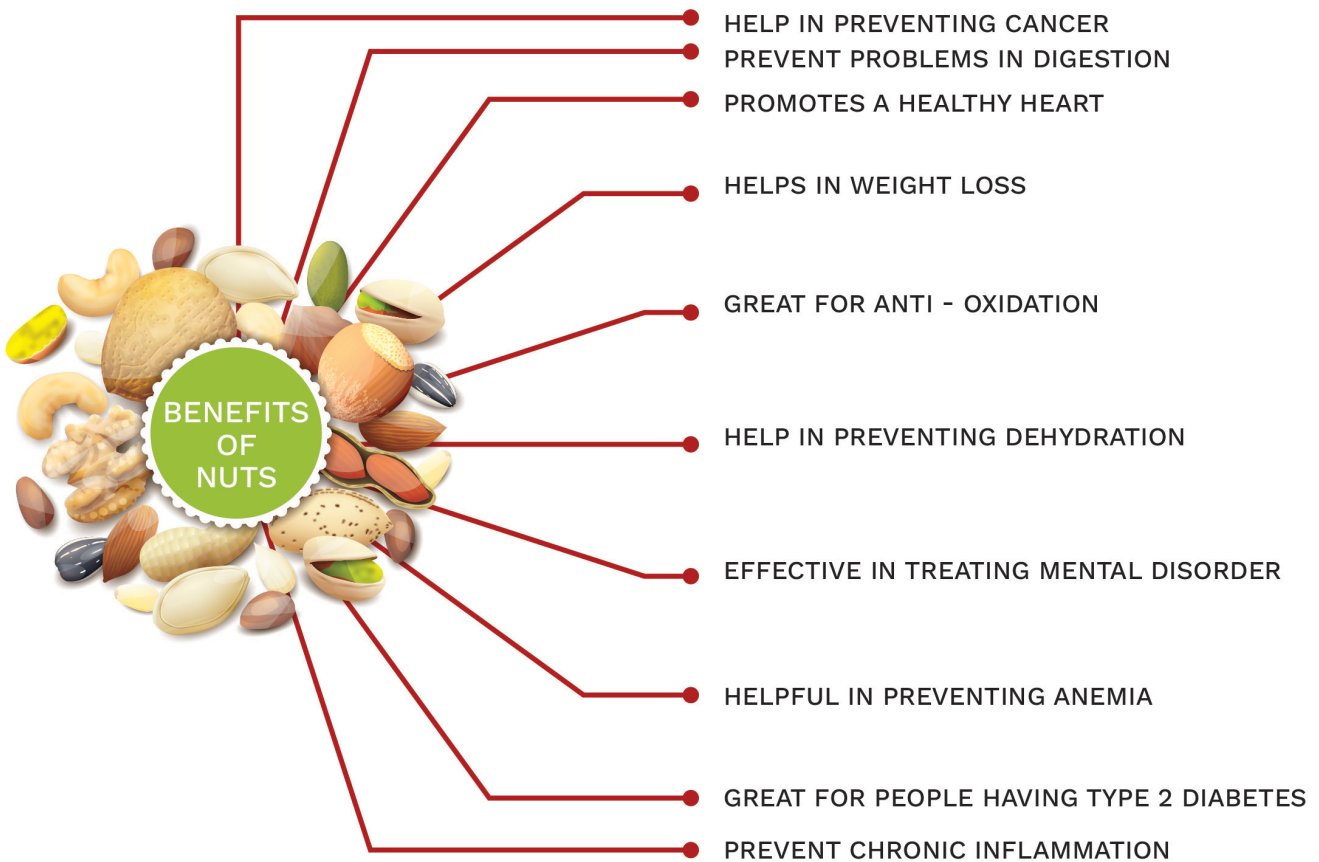 HELP IN PREVENTING CANCER
PREVENT PROBLEMS IN DIGESTION
PROMOTES A HEALTHY HEART
HELPS IN WEIGHT LOSS
GREAT FOR ANTI - OXIDATION
BENEFITS
OF
NUTS
HELP IN PREVENTING DEHYDRATION
EFFECTIVE IN TREATING MENTAL DISORDER
HELPFUL IN PREVENTING ANEMIA
GREAT FOR PEOPLE HAVING TYPE 2 DIABETES
PREVENT CHRONIC INFLAMMATION